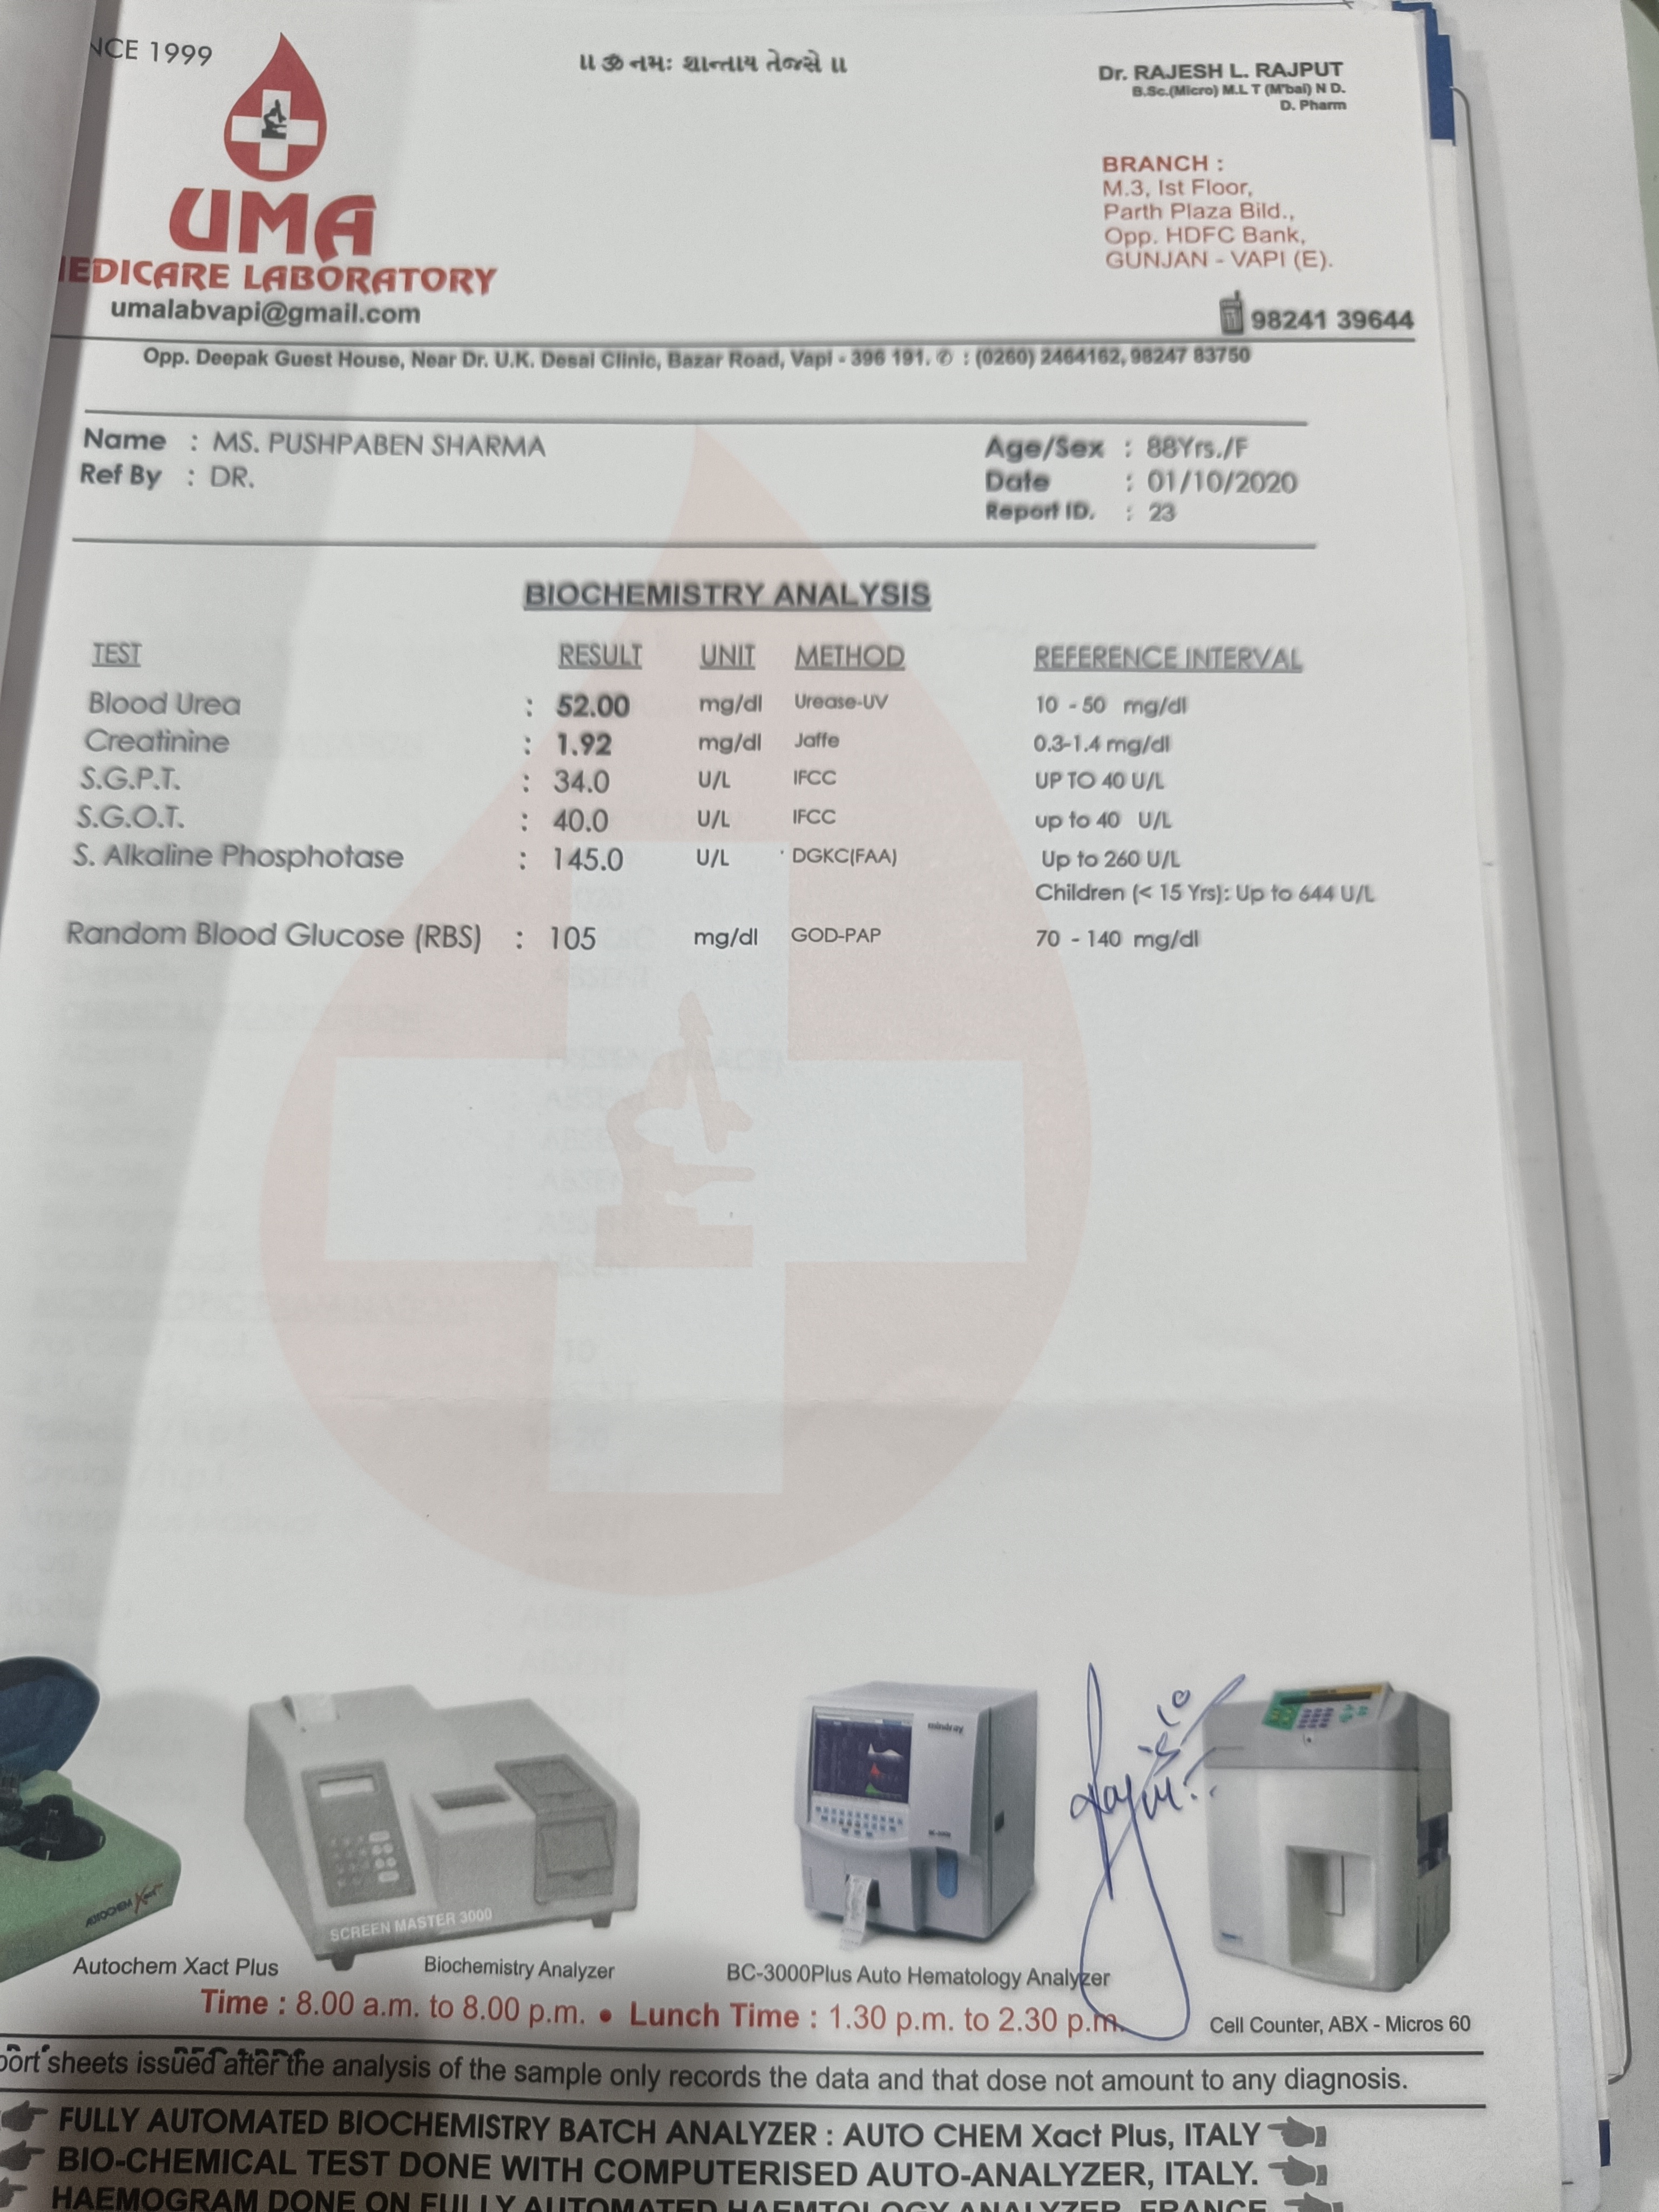 NCE 1999
॥ ૐ નમઃ શાન્તાય તેજસે ॥
Dr. RAJESH L. RAJPUT
B.Sc.(Micro) M.L T (M'bai) N D.
D. Pharm
BRANCH :
M.3, Ist Floor,
Parth Plaza Bild.,
Opp. HDFC Bank,
GUNJAN - VAPI (E).
UMA
EDICARE LABORATORY
umalabvapi@gmail.com
98241 39644
Opp. Deepak Guest House, Near Dr. U.K. Desai Clinic, Bazar Road, Vapi - 396 191. ✆ : (0260) 2464162, 98247 83750
Name : MS. PUSHPABEN SHARMA Age/Sex : 88Yrs./F
Ref By : DR. Date : 01/10/2020
Report ID. : 23
BIOCHEMISTRY ANALYSIS
TEST RESULT UNIT METHOD REFERENCE INTERVAL
Blood Urea : 52.00 mg/dl Urease-UV 10 - 50 mg/dl
Creatinine : 1.92 mg/dl Jaffe 0.3-1.4 mg/dl
S.G.P.T. : 34.0 U/L IFCC UP TO 40 U/L
S.G.O.T. : 40.0 U/L IFCC up to 40 U/L
S. Alkaline Phosphotase : 145.0 U/L DGKC(FAA) Up to 260 U/L
Children (< 15 Yrs): Up to 644 U/L
Random Blood Glucose (RBS) : 105 mg/dl GOD-PAP 70 - 140 mg/dl
mindray
AUTOCHEM Xact
SCREEN MASTER 3000
Autochem Xact Plus
Biochemistry Analyzer
BC-3000Plus Auto Hematology Analyzer
Cell Counter, ABX - Micros 60
Time : 8.00 a.m. to 8.00 p.m. • Lunch Time : 1.30 p.m. to 2.30 p.m.
port sheets issued after the analysis of the sample only records the data and that dose not amount to any diagnosis.
FULLY AUTOMATED BIOCHEMISTRY BATCH ANALYZER : AUTO CHEM Xact Plus, ITALY
BIO-CHEMICAL TEST DONE WITH COMPUTERISED AUTO-ANALYZER, ITALY.
HAEMOGRAM DONE ON FULLY AUTOMATED HAEMTOLOGY ANALYZER, FRANCE